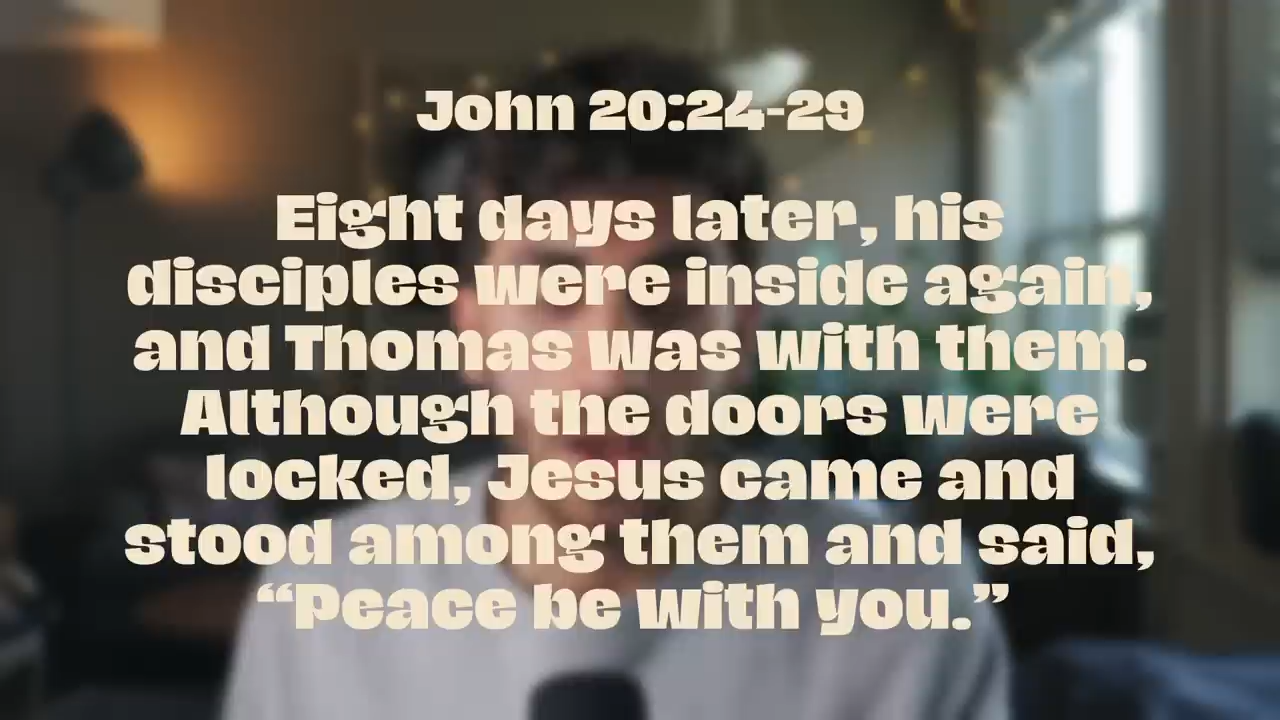 John 20:24-29
Eight days later, his
disciples were inside again,
and Thomas was with them.
Although the doors were
locked, Jesus came and
stood among them and said,
“Peace be with you.”